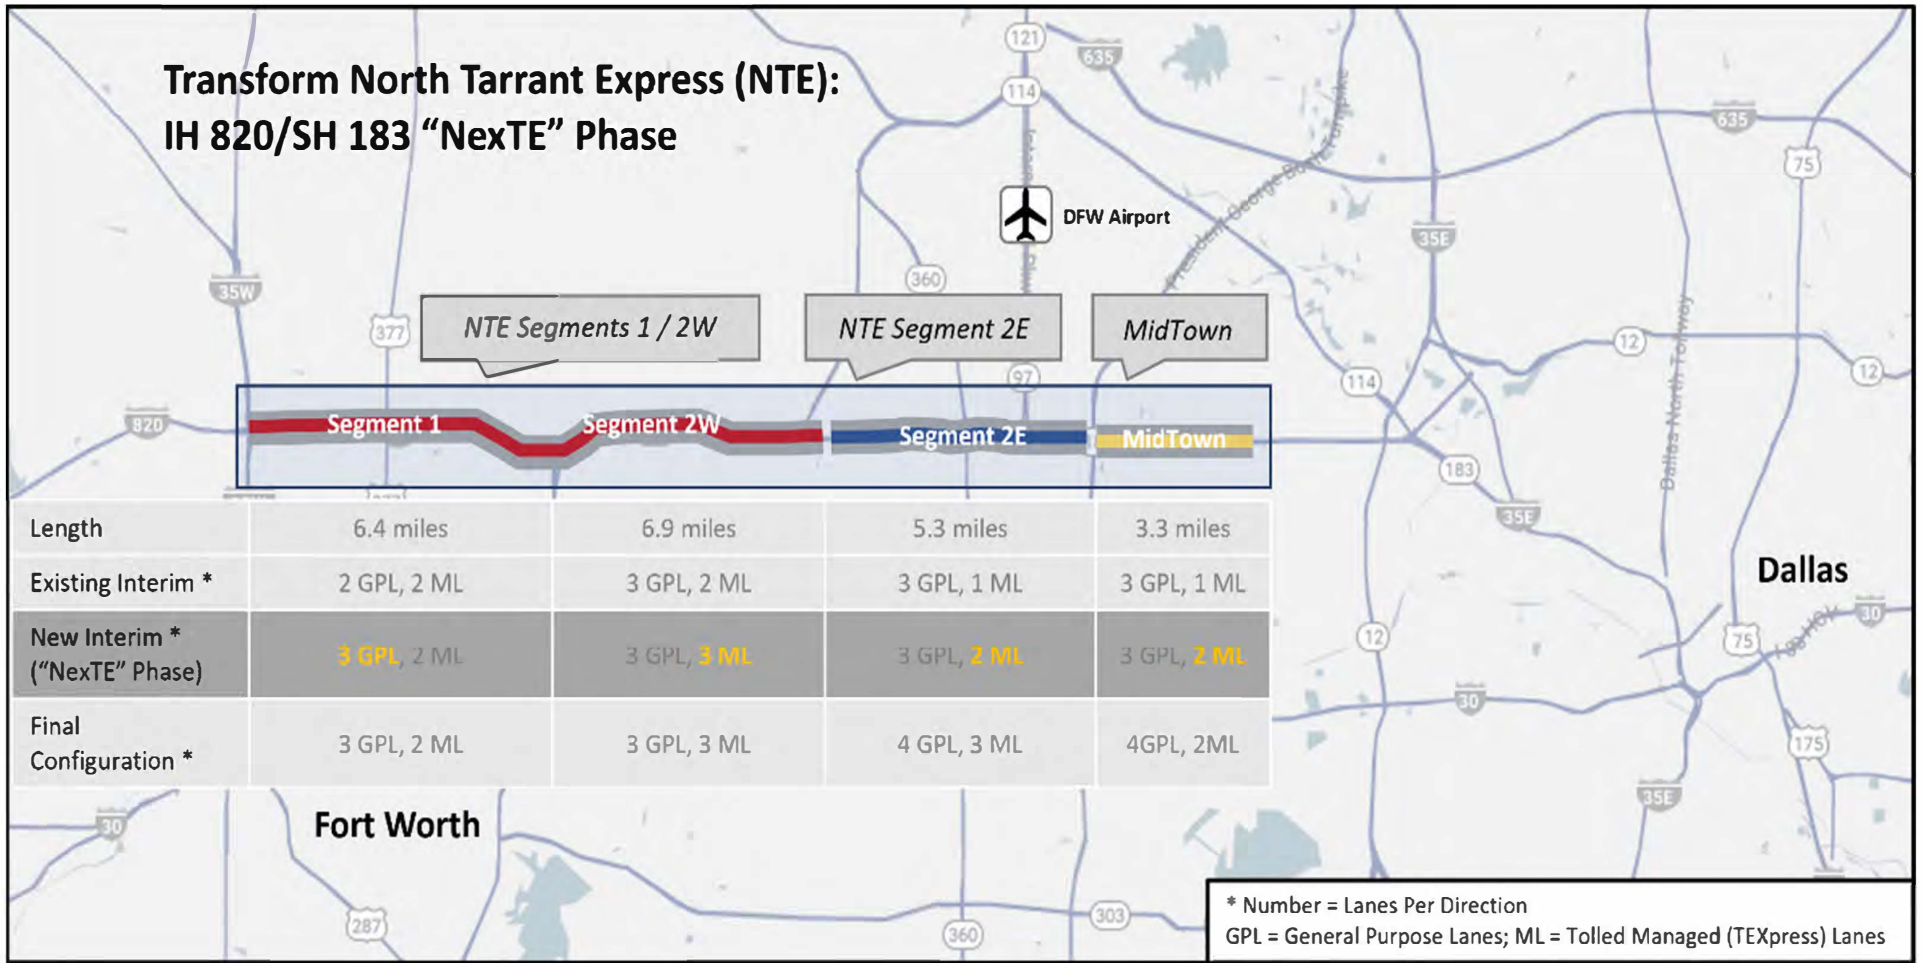 Transform North Tarrant Express (NTE):
IH 820/SH 183 “NexTE” Phase
121
635
114
635
75
President George Bush Turnpike
DFW Airport
35E
360
35W
377
NTE Segments 1 / 2W
NTE Segment 2E
MidTown
12
Dallas North Tollway
97
114
12
820
Segment 1
Segment 2W
Segment 2E
MidTown
183
35E
Length
6.4 miles
6.9 miles
5.3 miles
3.3 miles
Existing Interim *
2 GPL, 2 ML
3 GPL, 2 ML
3 GPL, 1 ML
3 GPL, 1 ML
New Interim *
(“NexTE” Phase)
3 GPL, 2 ML
3 GPL, 3 ML
3 GPL, 2 ML
3 GPL, 2 ML
Final
Configuration *
3 GPL, 2 ML
3 GPL, 3 ML
4 GPL, 3 ML
4GPL, 2ML
Dallas
30
12
75
30
175
35E
30
Fort Worth
287
360
303
* Number = Lanes Per Direction
GPL = General Purpose Lanes; ML = Tolled Managed (TEXpress) Lanes